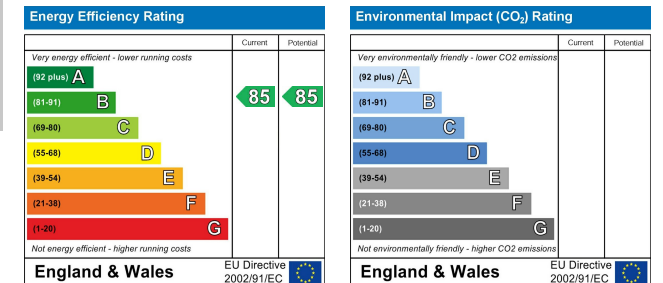 Energy Efficiency Rating
Current Potential
Very energy efficient - lower running costs
(92 plus) A
(81-91) B 85 85
(69-80) C
(55-68) D
(39-54) E
(21-38) F
(1-20) G
Not energy efficient - higher running costs
England & Wales
EU Directive
2002/91/EC
Environmental Impact (CO₂) Rating
Current Potential
Very environmentally friendly - lower CO2 emissions
(92 plus) A
(81-91) B
(69-80) C
(55-68) D
(39-54) E
(21-38) F
(1-20) G
Not environmentally friendly - higher CO2 emissions
England & Wales
EU Directive
2002/91/EC